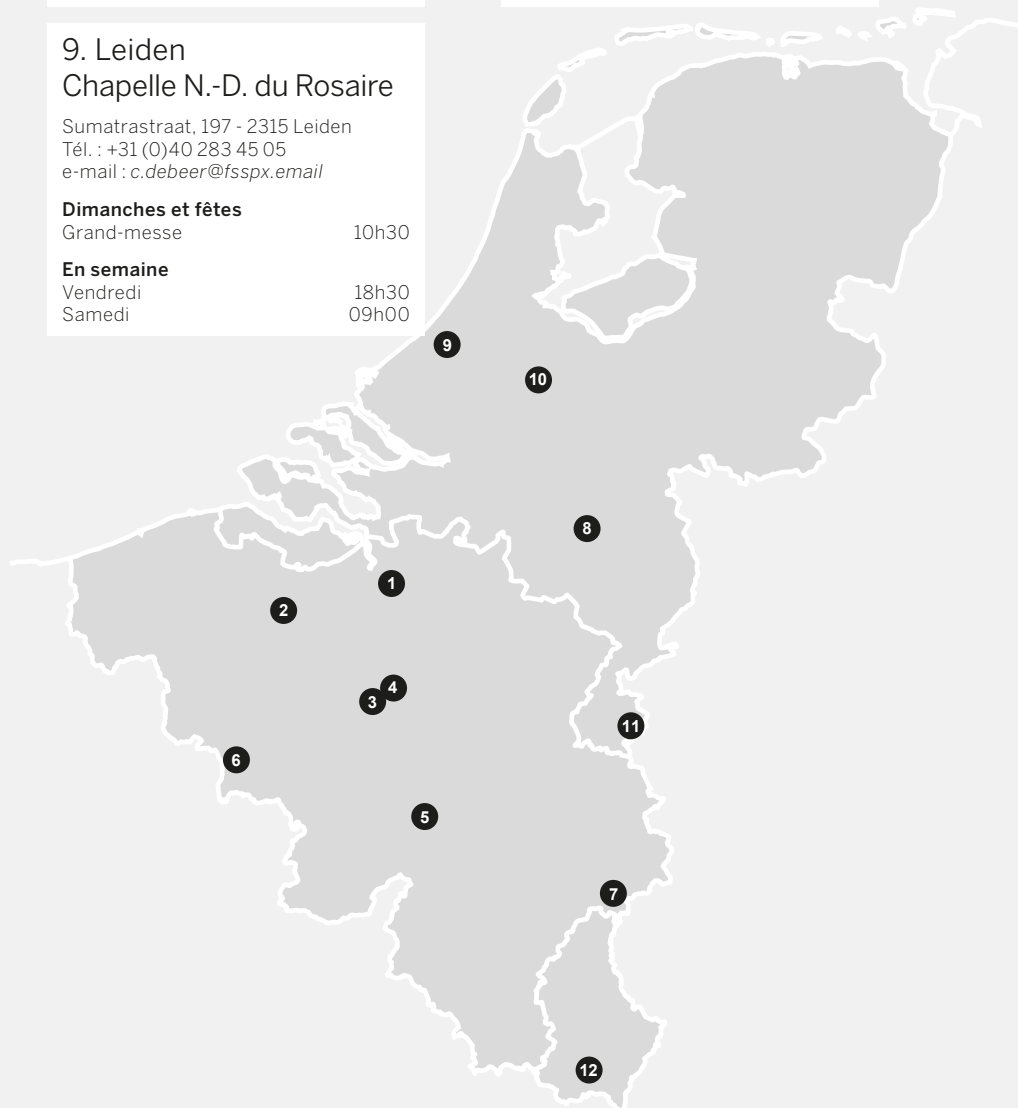 9. Leiden
Chapelle N.-D. du Rosaire
Sumatrastraat, 197 - 2315 Leiden
Tél. : +31 (0)40 283 45 05
e-mail : c.debeer@fsspx.email
Dimanches et fêtes
Grand-messe 10h30
En semaine
Vendredi 18h30
Samedi 09h00
9
10
8
1
2
4
3
11
6
5
7
12